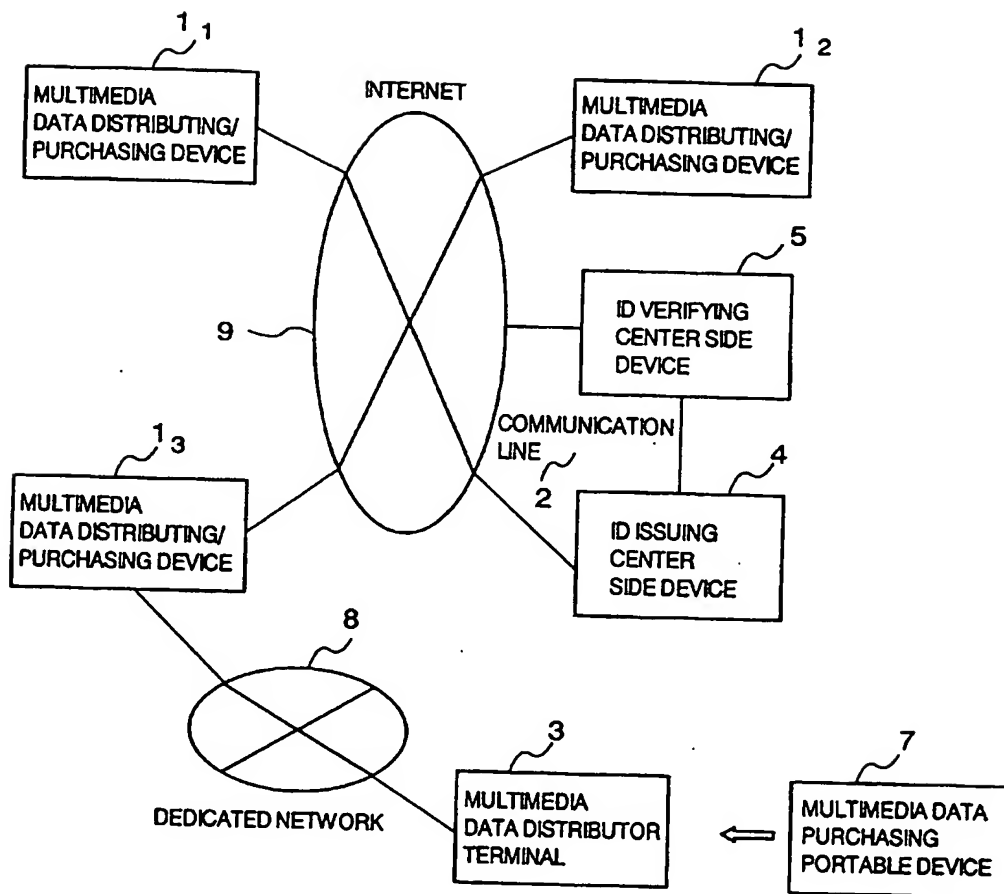 1 1
MULTIMEDIA
DATA DISTRIBUTING/
PURCHASING DEVICE
INTERNET
1 2
MULTIMEDIA
DATA DISTRIBUTING/
PURCHASING DEVICE
5
ID VERIFYING
CENTER SIDE
DEVICE
9
COMMUNICATION
LINE
2
4
ID ISSUING
CENTER
SIDE DEVICE
1 3
MULTIMEDIA
DATA DISTRIBUTING/
PURCHASING DEVICE
8
DEDICATED NETWORK
3
MULTIMEDIA
DATA DISTRIBUTOR
TERMINAL
7
MULTIMEDIA DATA
PURCHASING
PORTABLE DEVICE